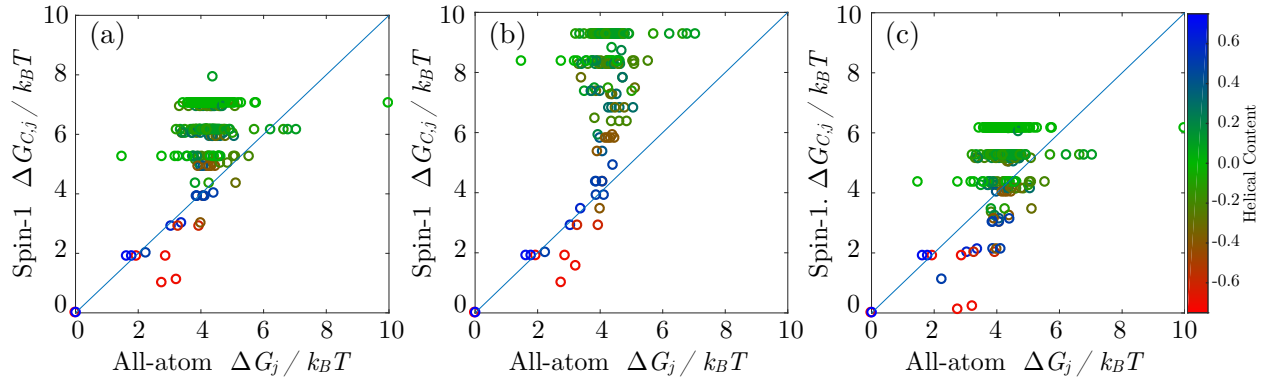 (a)
Spin-1 ΔG_{C,j} / k_BT
10
8
6
4
2
0
0 2 4 6 8 10
All-atom ΔG_j / k_BT
(b)
Spin-1 ΔG_{C,j} / k_BT
10
8
6
4
2
0
0 2 4 6 8 10
All-atom ΔG_j / k_BT
(c)
Spin-1. ΔG_{C,j} / k_BT
10
8
6
4
2
0
0 2 4 6 8 10
All-atom ΔG_j / k_BT
0.6
0.4
0.2
0.0
-0.2
-0.4
-0.6
Helical Content